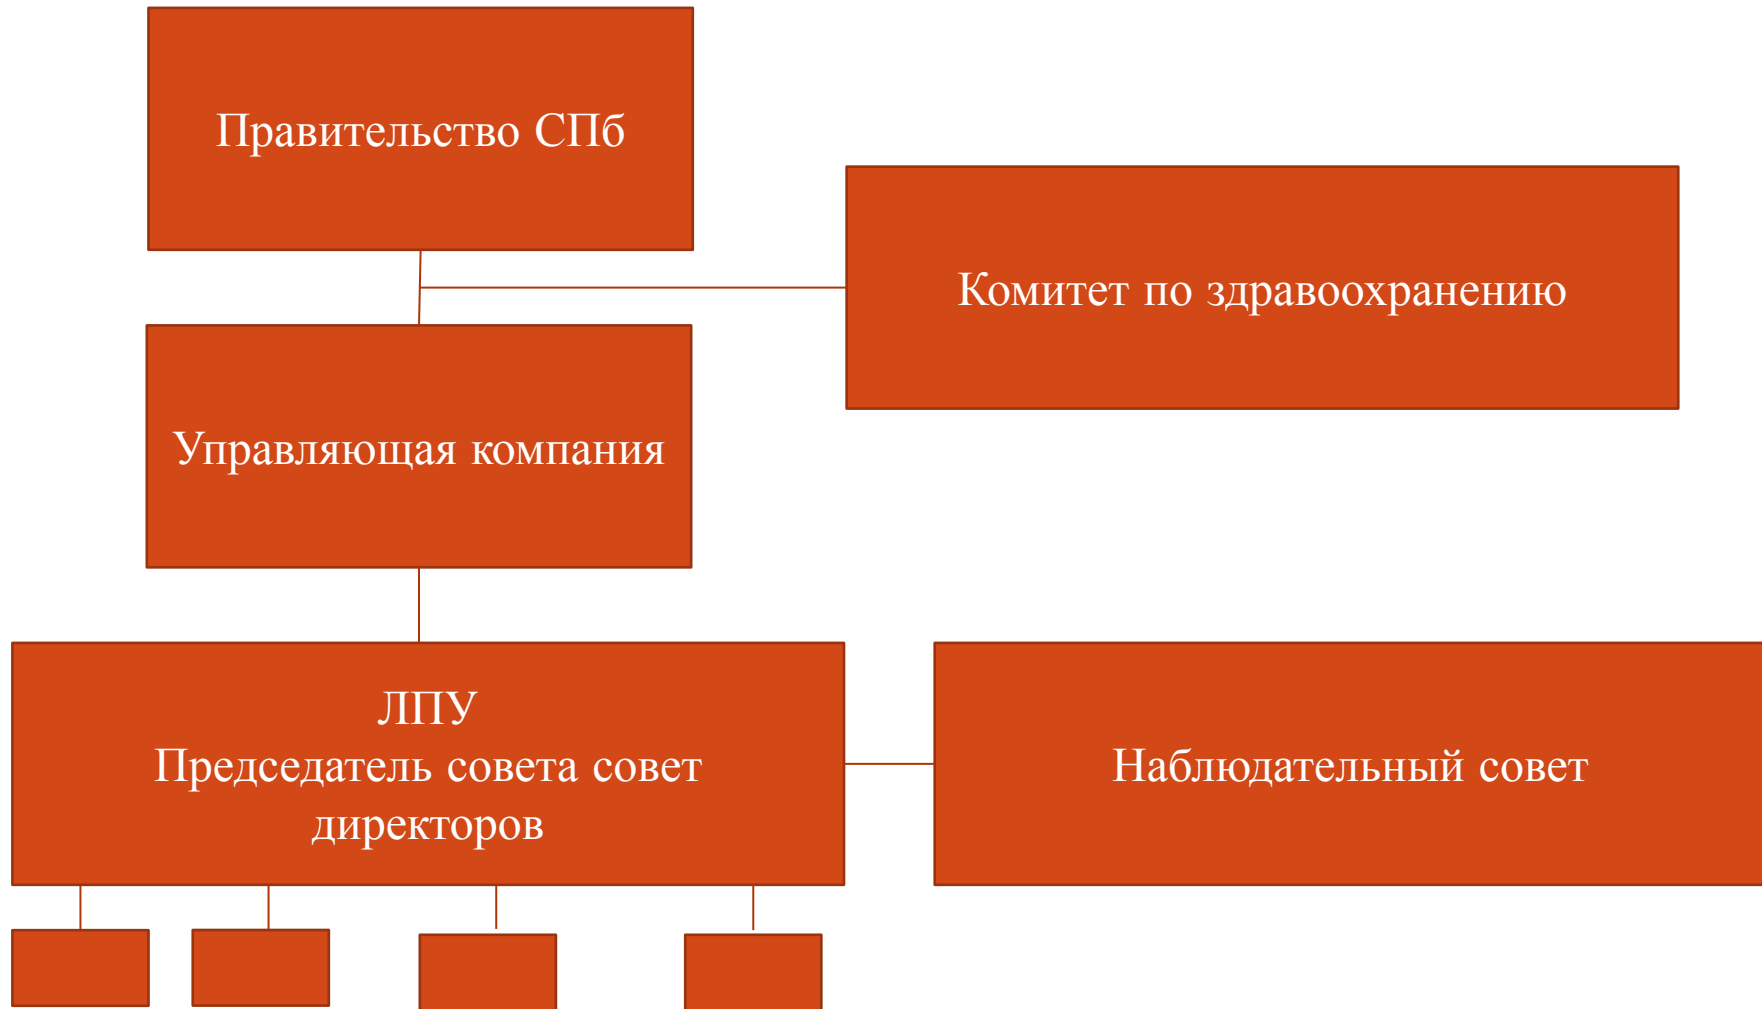 Правительство СПб
Комитет по здравоохранению
Управляющая компания
ЛПУ
Председатель совета совет
директоров
Наблюдательный совет